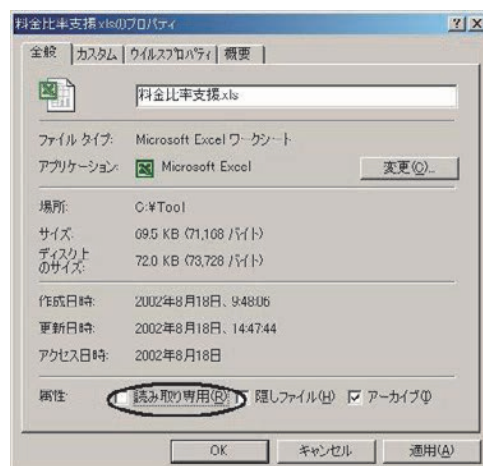 料金比率支援.xlsのプロパティ
全般 カスタム ウイルスプロパティ 概要
料金比率支援.xls
ファイル タイプ: Microsoft Excel ワークシート
アプリケーション: Microsoft Excel 変更(C)...
場所: C:¥Tool
サイズ: 69.5 KB (71,168 バイト)
ディスク上
のサイズ: 72.0 KB (73,728 バイト)
作成日時: 2002年8月18日、9:48:06
更新日時: 2002年8月18日、14:47:44
アクセス日時: 2002年8月18日
属性: 読み取り専用(R) 隠しファイル(H) アーカイブ(I)
OK キャンセル 適用(A)